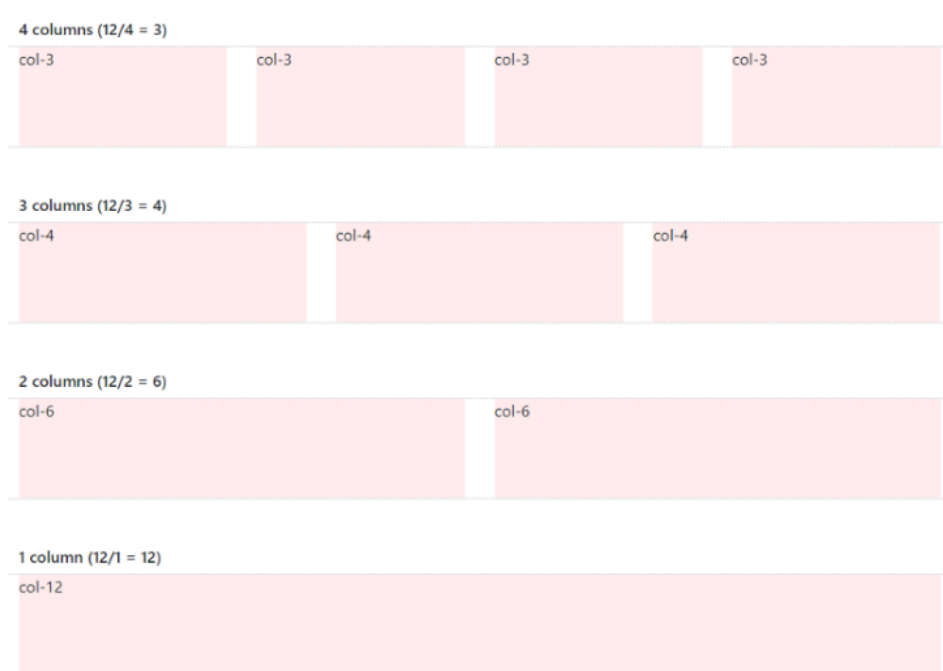 4 columns (12/4 = 3)
col-3 col-3 col-3 col-3
3 columns (12/3 = 4)
col-4 col-4 col-4
2 columns (12/2 = 6)
col-6 col-6
1 column (12/1 = 12)
col-12